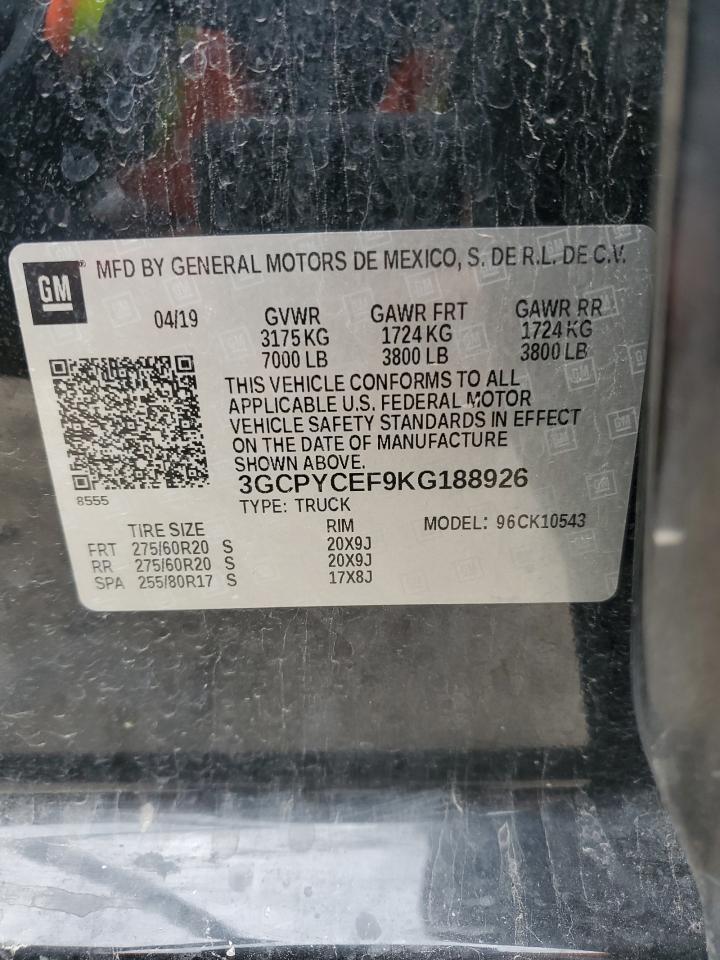 GM
MFD BY GENERAL MOTORS DE MEXICO, S. DE R.L. DE C.V.
04/19 GVWR GAWR FRT GAWR RR
3175 KG 1724 KG 1724 KG
7000 LB 3800 LB 3800 LB
THIS VEHICLE CONFORMS TO ALL
APPLICABLE U.S. FEDERAL MOTOR
VEHICLE SAFETY STANDARDS IN EFFECT
ON THE DATE OF MANUFACTURE
SHOWN ABOVE.
3GCPYCEF9KG188926
8555
TYPE: TRUCK
TIRE SIZE RIM MODEL: 96CK10543
FRT 275/60R20 S 20X9J
RR 275/60R20 S 20X9J
SPA 255/80R17 S 17X8J